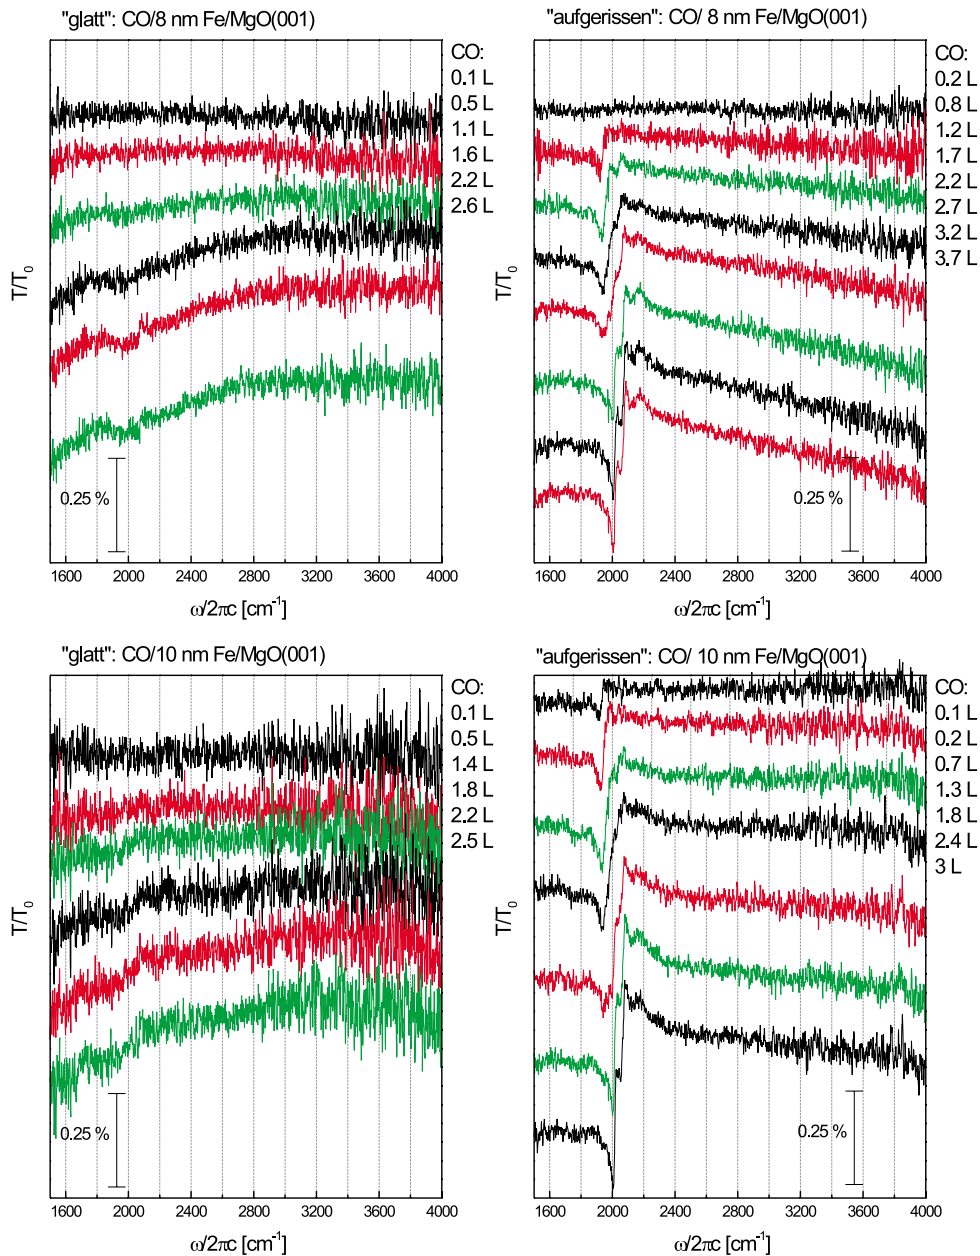 "glatt": CO/8 nm Fe/MgO(001)
CO:
0.1 L
0.5 L
1.1 L
1.6 L
2.2 L
2.6 L
T/T0
0.25 %
1600 2000 2400 2800 3200 3600 4000
ω/2πc [cm-1]
"aufgerissen": CO/ 8 nm Fe/MgO(001)
CO:
0.2 L
0.8 L
1.2 L
1.7 L
2.2 L
2.7 L
3.2 L
3.7 L
T/T0
0.25 %
1600 2000 2400 2800 3200 3600 4000
ω/2πc [cm-1]
"glatt": CO/10 nm Fe/MgO(001)
CO:
0.1 L
0.5 L
1.4 L
1.8 L
2.2 L
2.5 L
T/T0
0.25 %
1600 2000 2400 2800 3200 3600 4000
ω/2πc [cm-1]
"aufgerissen": CO/ 10 nm Fe/MgO(001)
CO:
0.1 L
0.2 L
0.7 L
1.3 L
1.8 L
2.4 L
3 L
T/T0
0.25 %
1600 2000 2400 2800 3200 3600 4000
ω/2πc [cm-1]